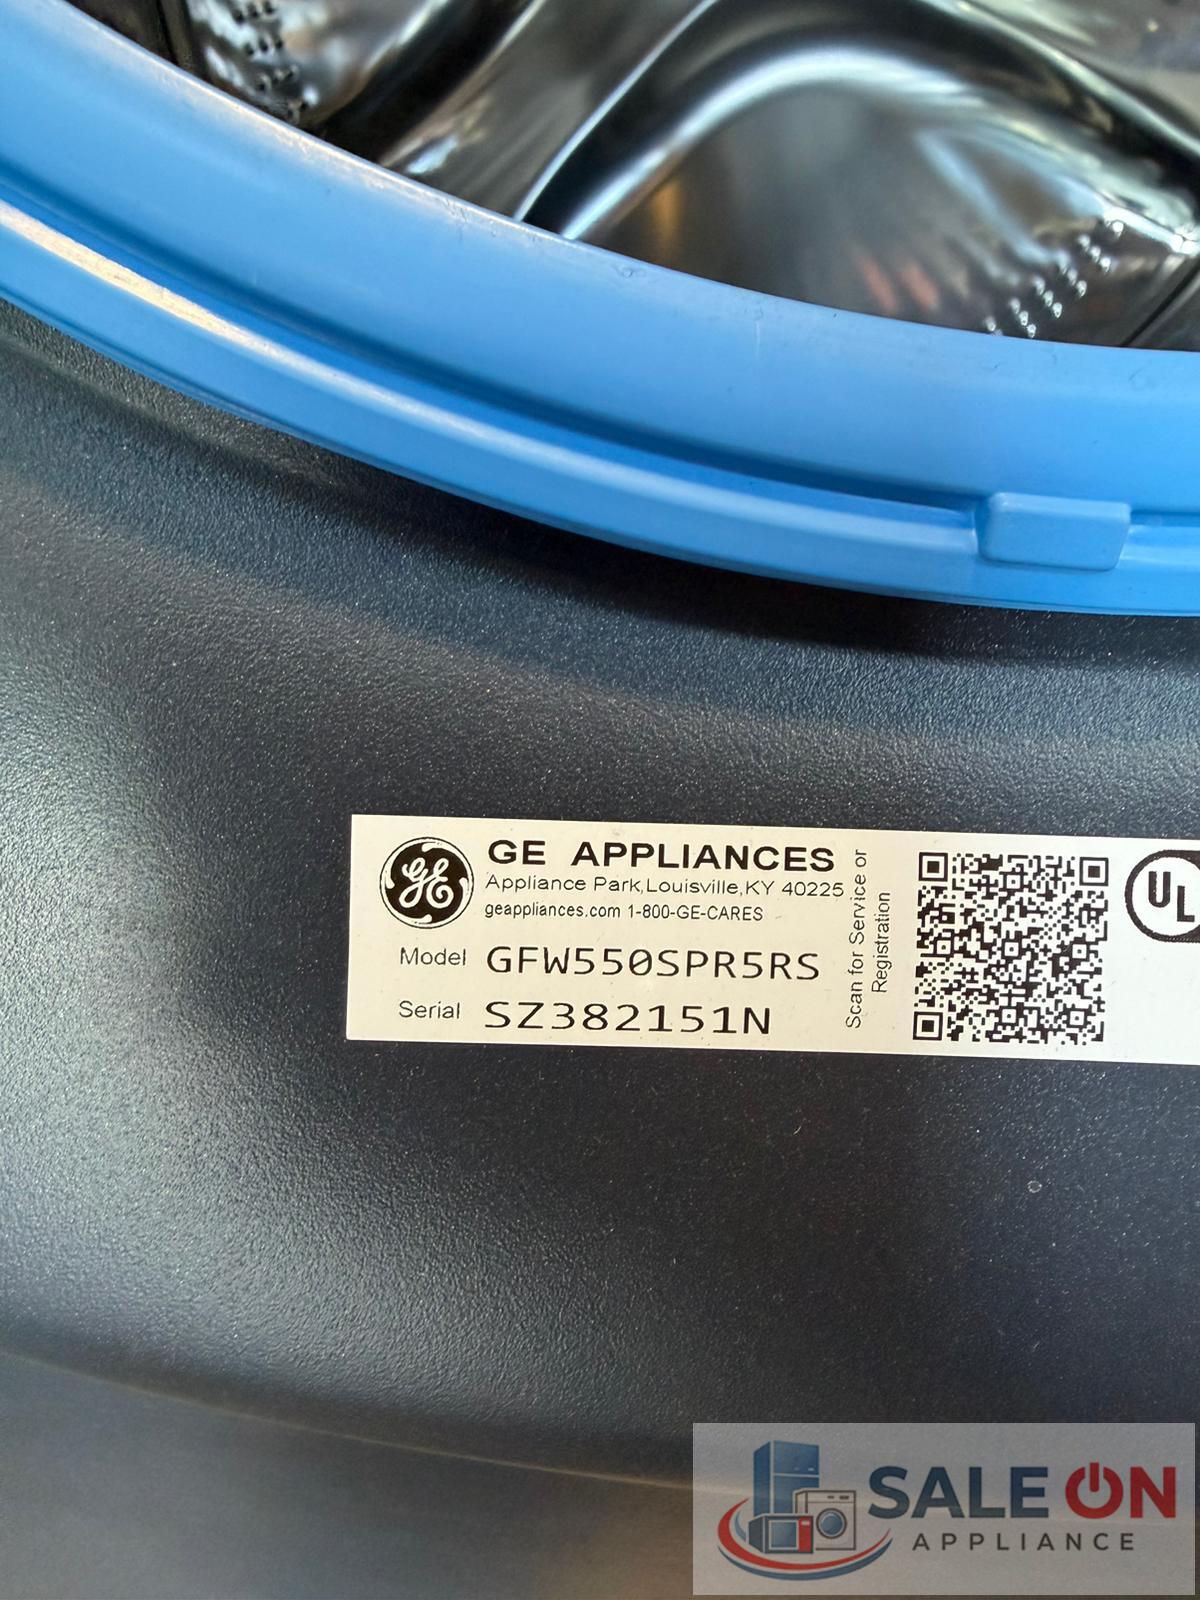 GE APPLIANCES
Appliance Park, Louisville, KY 40225
geappliances.com 1-800-GE-CARES
Model GFW550SPR5RS
Serial SZ382151N
Scan for Service or
Registration
GE
UL
SALE ON
APPLIANCE